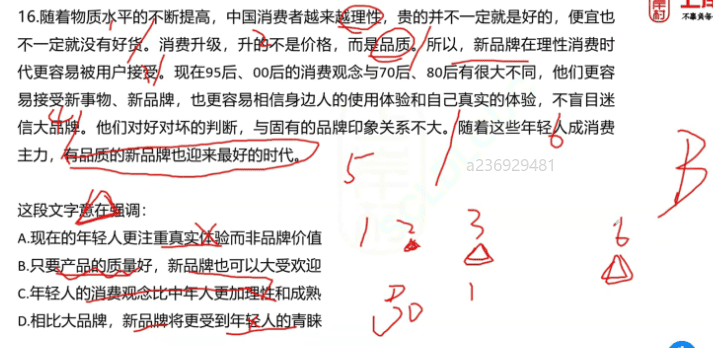 16.随着物质水平的不断提高，中国消费者越来越理性，贵的并不一定就是好的，便宜也
不一定就没有好货。消费升级，升的不是价格，而是品质。所以，新品牌在理性消费时
代更容易被用户接受。现在95后、00后的消费观念与70后、80后有很大不同，他们更容
易接受新事物、新品牌，也更容易相信身边人的使用体验和自己真实的体验，不盲目迷
信大品牌。他们对好对坏的判断，与固有的品牌印象关系不大。随着这些年轻人成消费
主力，有品质的新品牌也迎来最好的时代。
a236929481
5
6
B
这段文字意在强调：
A.现在的年轻人更注重真实体验而非品牌价值
B.只要产品的质量好，新品牌也可以大受欢迎
C.年轻人的消费观念比中年人更加理性和成熟
D.相比大品牌，新品牌将更受到年轻人的青睐
1 2 3 6
1